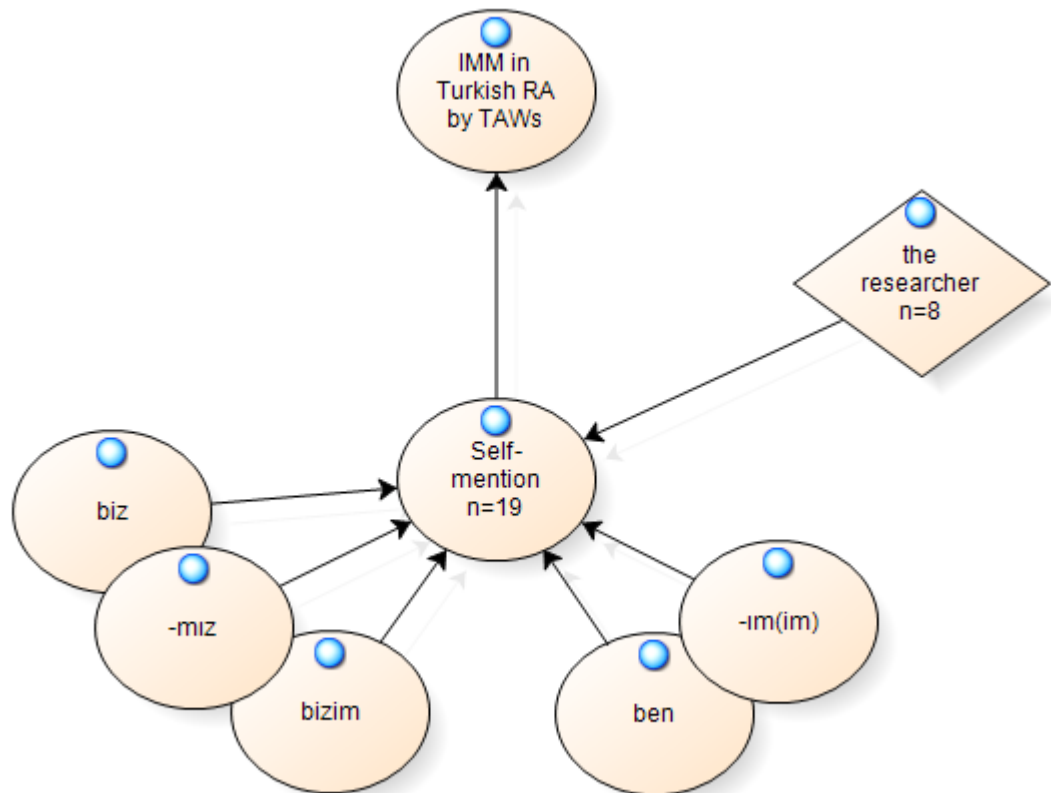 IMM in
Turkish RA
by TAWs
the
researcher
n=8
Self-
mention
n=19
biz
-mız
bizim
ben
-ım(im)